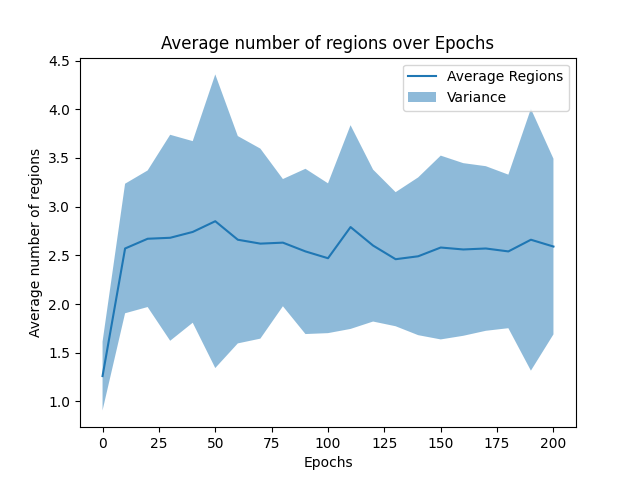 Average number of regions over Epochs
Average Regions
Variance
Average number of regions
4.5
4.0
3.5
3.0
2.5
2.0
1.5
1.0
0 25 50 75 100 125 150 175 200
Epochs